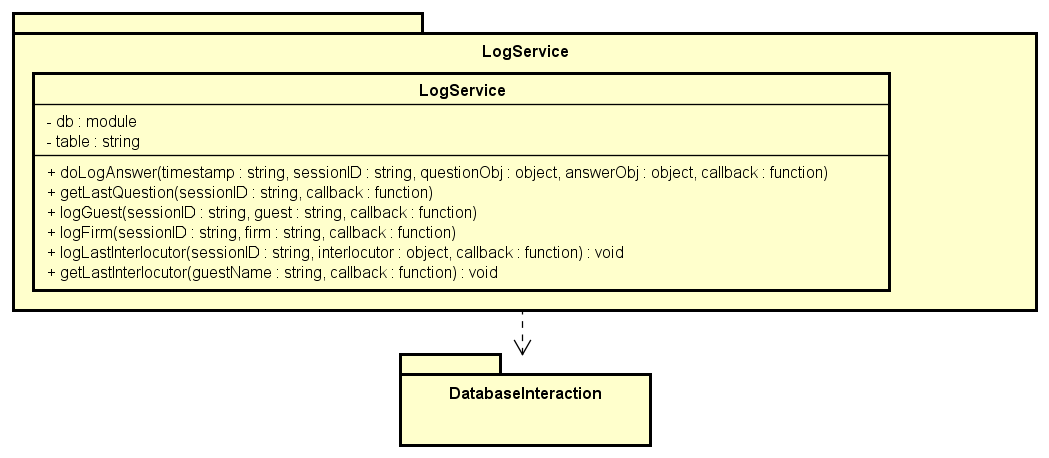 LogService
LogService
- db : module
- table : string
+ doLogAnswer(timestamp : string, sessionID : string, questionObj : object, answerObj : object, callback : function)
+ getLastQuestion(sessionID : string, callback : function)
+ logGuest(sessionID : string, guest : string, callback : function)
+ logFirm(sessionID : string, firm : string, callback : function)
+ logLastInterlocutor(sessionID : string, interlocutor : object, callback : function) : void
+ getLastInterlocutor(guestName : string, callback : function) : void
DatabaseInteraction